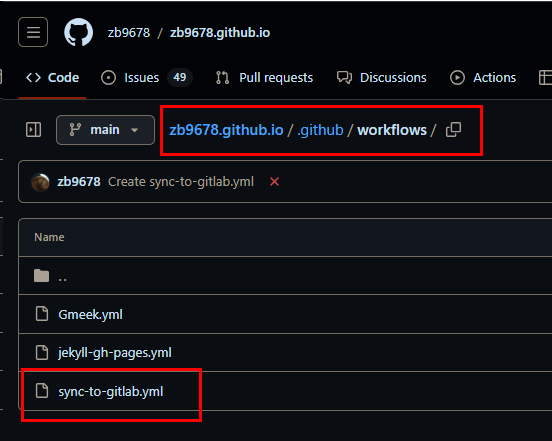 zb9678 / zb9678.github.io
Code Issues 49 Pull requests Discussions Actions
main zb9678.github.io / .github / workflows /
zb9678 Create sync-to-gitlab.yml
Name
..
Gmeek.yml
jekyll-gh-pages.yml
sync-to-gitlab.yml